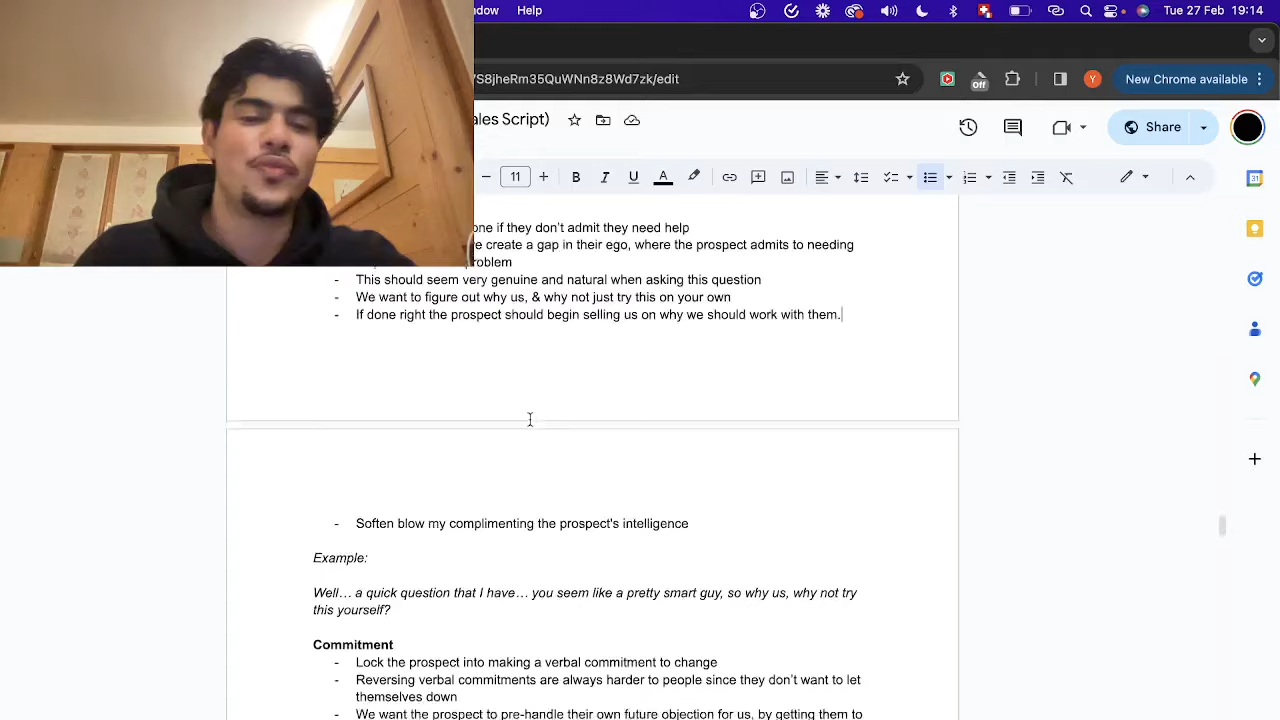 ndow Help Tue 27 Feb 19:14
VS8jheRm35QuWNn8z8Wd7zk/edit Off Y New Chrome available
ales Script) Share
11 B I U A
31
one if they don't admit they need help
e create a gap in their ego, where the prospect admits to needing
roblem
- This should seem very genuine and natural when asking this question
- We want to figure out why us, & why not just try this on your own
- If done right the prospect should begin selling us on why we should work with them.
- Soften blow my complimenting the prospect's intelligence
Example:
Well… a quick question that I have… you seem like a pretty smart guy, so why us, why not try
this yourself?
Commitment
- Lock the prospect into making a verbal commitment to change
- Reversing verbal commitments are always harder to people since they don't want to let
themselves down
- We want the prospect to pre-handle their own future objection for us, by getting them to